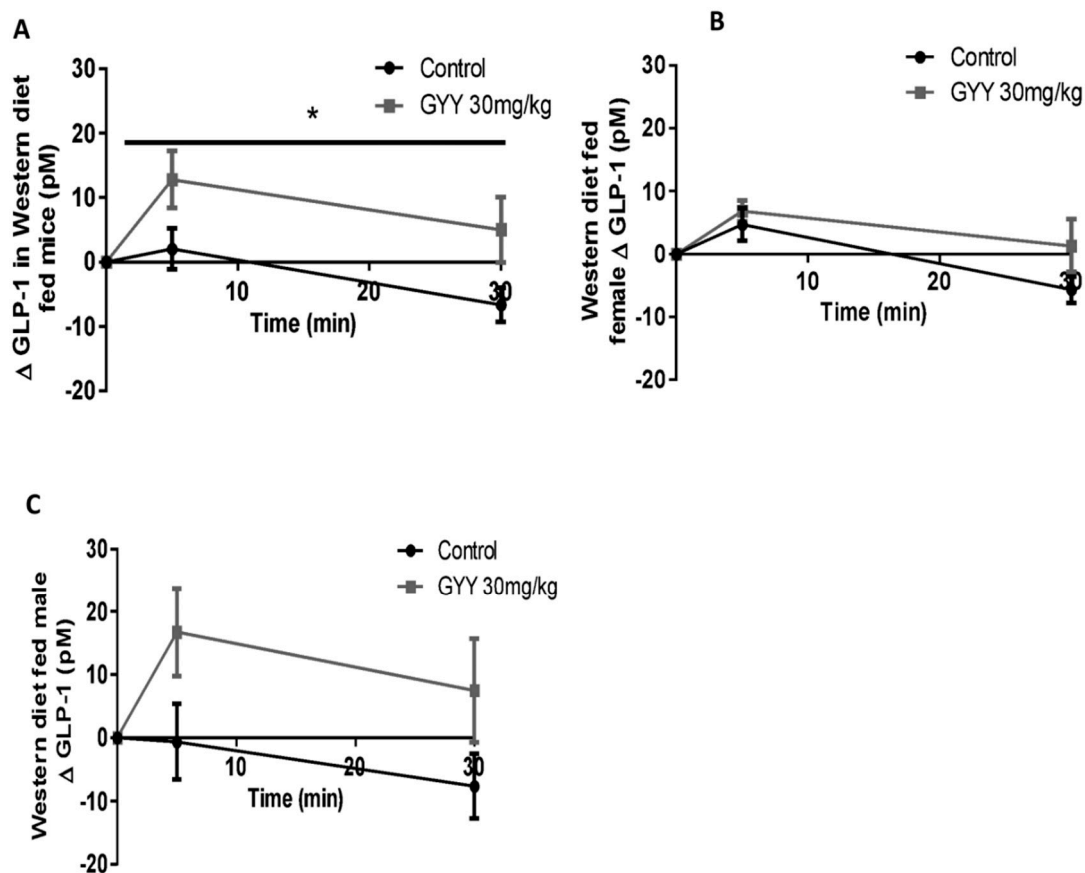 A
Δ GLP-1 in Western diet
fed mice (pM)
30
20
10
0
-10
-20
10
20
30
Time (min)
*
Control
GYY 30mg/kg
B
Western diet fed
female Δ GLP-1 (pM)
30
20
10
0
-10
-20
10
20
30
Time (min)
Control
GYY 30mg/kg
C
Western diet fed male
Δ GLP-1 (pM)
30
20
10
0
-10
-20
10
20
30
Time (min)
Control
GYY 30mg/kg